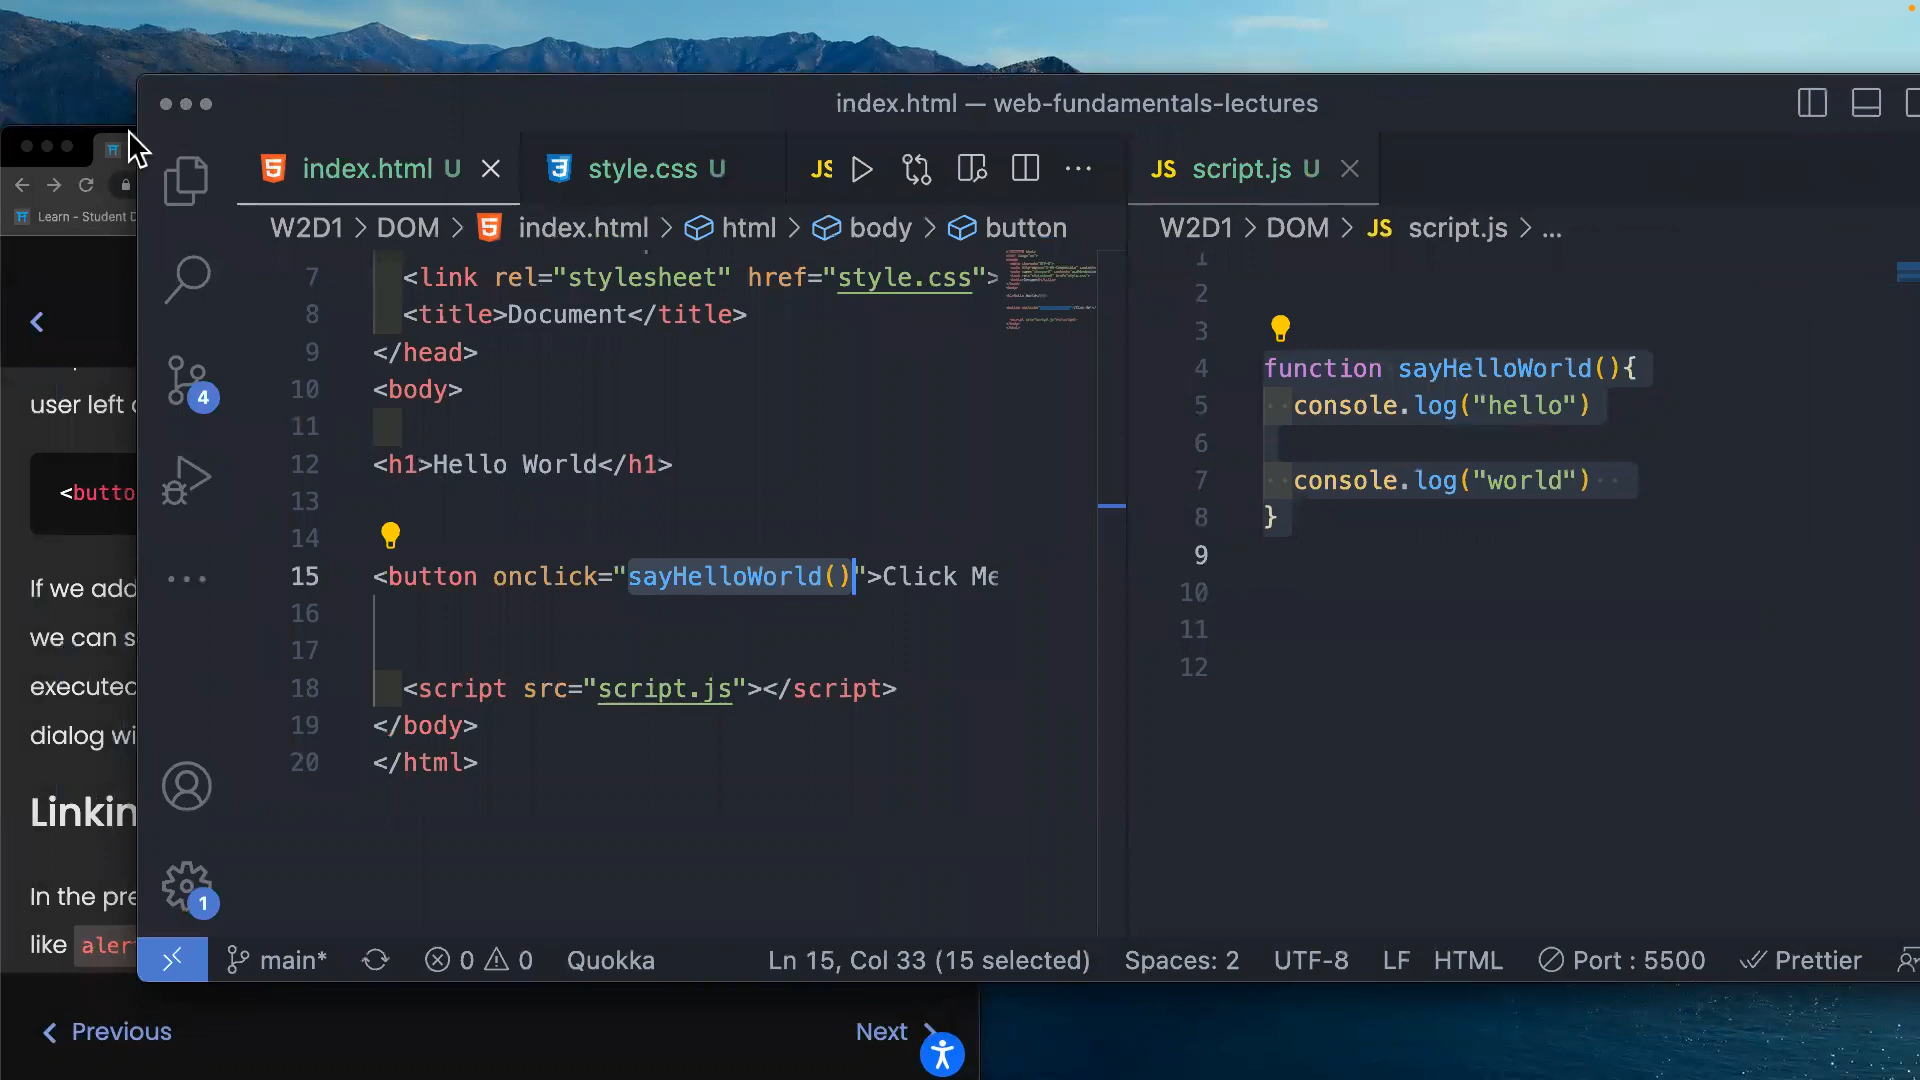 index.html — web-fundamentals-lectures
index.html U
style.css U
JS
JS script.js U
Learn - Student D
W2D1 > DOM > index.html > html > body > button
W2D1 > DOM > JS script.js > ...
7 <link rel="stylesheet" href="style.css">
8 <title>Document</title>
9 </head>
10 <body>
11
12 <h1>Hello World</h1>
13
14
15 <button onclick="sayHelloWorld()">Click Me
16
17
18 <script src="script.js"></script>
19 </body>
20 </html>
1
2
3
4 function sayHelloWorld(){
5 console.log("hello")
6
7 console.log("world")
8 }
9
10
11
12
4
1
user left
<butto
If we add
we can s
executed
dialog wi
Linkin
In the pre
like aler
main*
0 0
Quokka
Ln 15, Col 33 (15 selected)
Spaces: 2
UTF-8
LF
HTML
Port : 5500
Prettier
Previous
Next